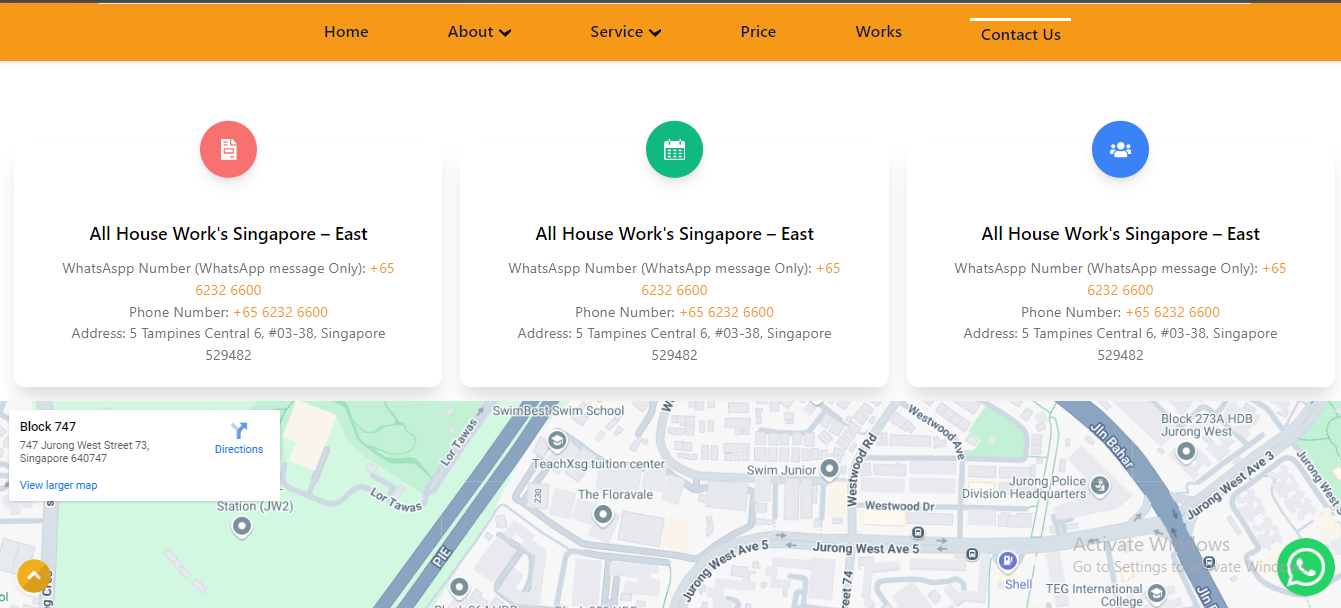 Home
About
Service
Price
Works
Contact Us
All House Work's Singapore – East
WhatsAspp Number (WhatsApp message Only): +65
6232 6600
Phone Number: +65 6232 6600
Address: 5 Tampines Central 6, #03-38, Singapore
529482
All House Work's Singapore – East
WhatsAspp Number (WhatsApp message Only): +65
6232 6600
Phone Number: +65 6232 6600
Address: 5 Tampines Central 6, #03-38, Singapore
529482
All House Work's Singapore – East
WhatsAspp Number (WhatsApp message Only): +65
6232 6600
Phone Number: +65 6232 6600
Address: 5 Tampines Central 6, #03-38, Singapore
529482
Block 747
747 Jurong West Street 73,
Singapore 640747
Directions
View larger map
Station (JW2)
Lor Tawas
Lor Tawas
PIE
SwimBest Swim School
TeachXsg tuition center
230
The Floravale
Swim Junior
Westwood Rd
Westwood Ave
Westwood Dr
Jurong Police
Division Headquarters
Jln Bahar
Block 273A HDB
Jurong West
Jurong West Ave 3
Jurong West Ave 5
Jurong West Ave 5
Shell
TEG International
College
Jln
Activate Windows
Go to Settings to activate Windo